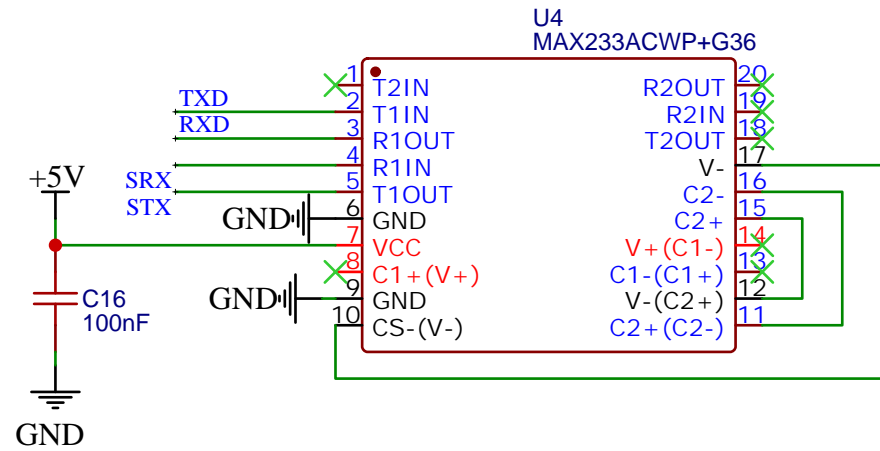 U4
MAX233ACWP+G36
1 T2IN
R2OUT 20
TXD 2 T1IN
R2IN 19
RXD 3 R1OUT
T2OUT 18
4 R1IN
V- 17
SRX 5 T1OUT
C2- 16
STX
+5V
GND 6 GND
C2+ 15
7 VCC
V+(C1-) 14
8 C1+(V+)
C1-(C1+) 13
GND 9 GND
V-(C2+) 12
10 CS-(V-)
C2+(C2-) 11
C16
100nF
GND